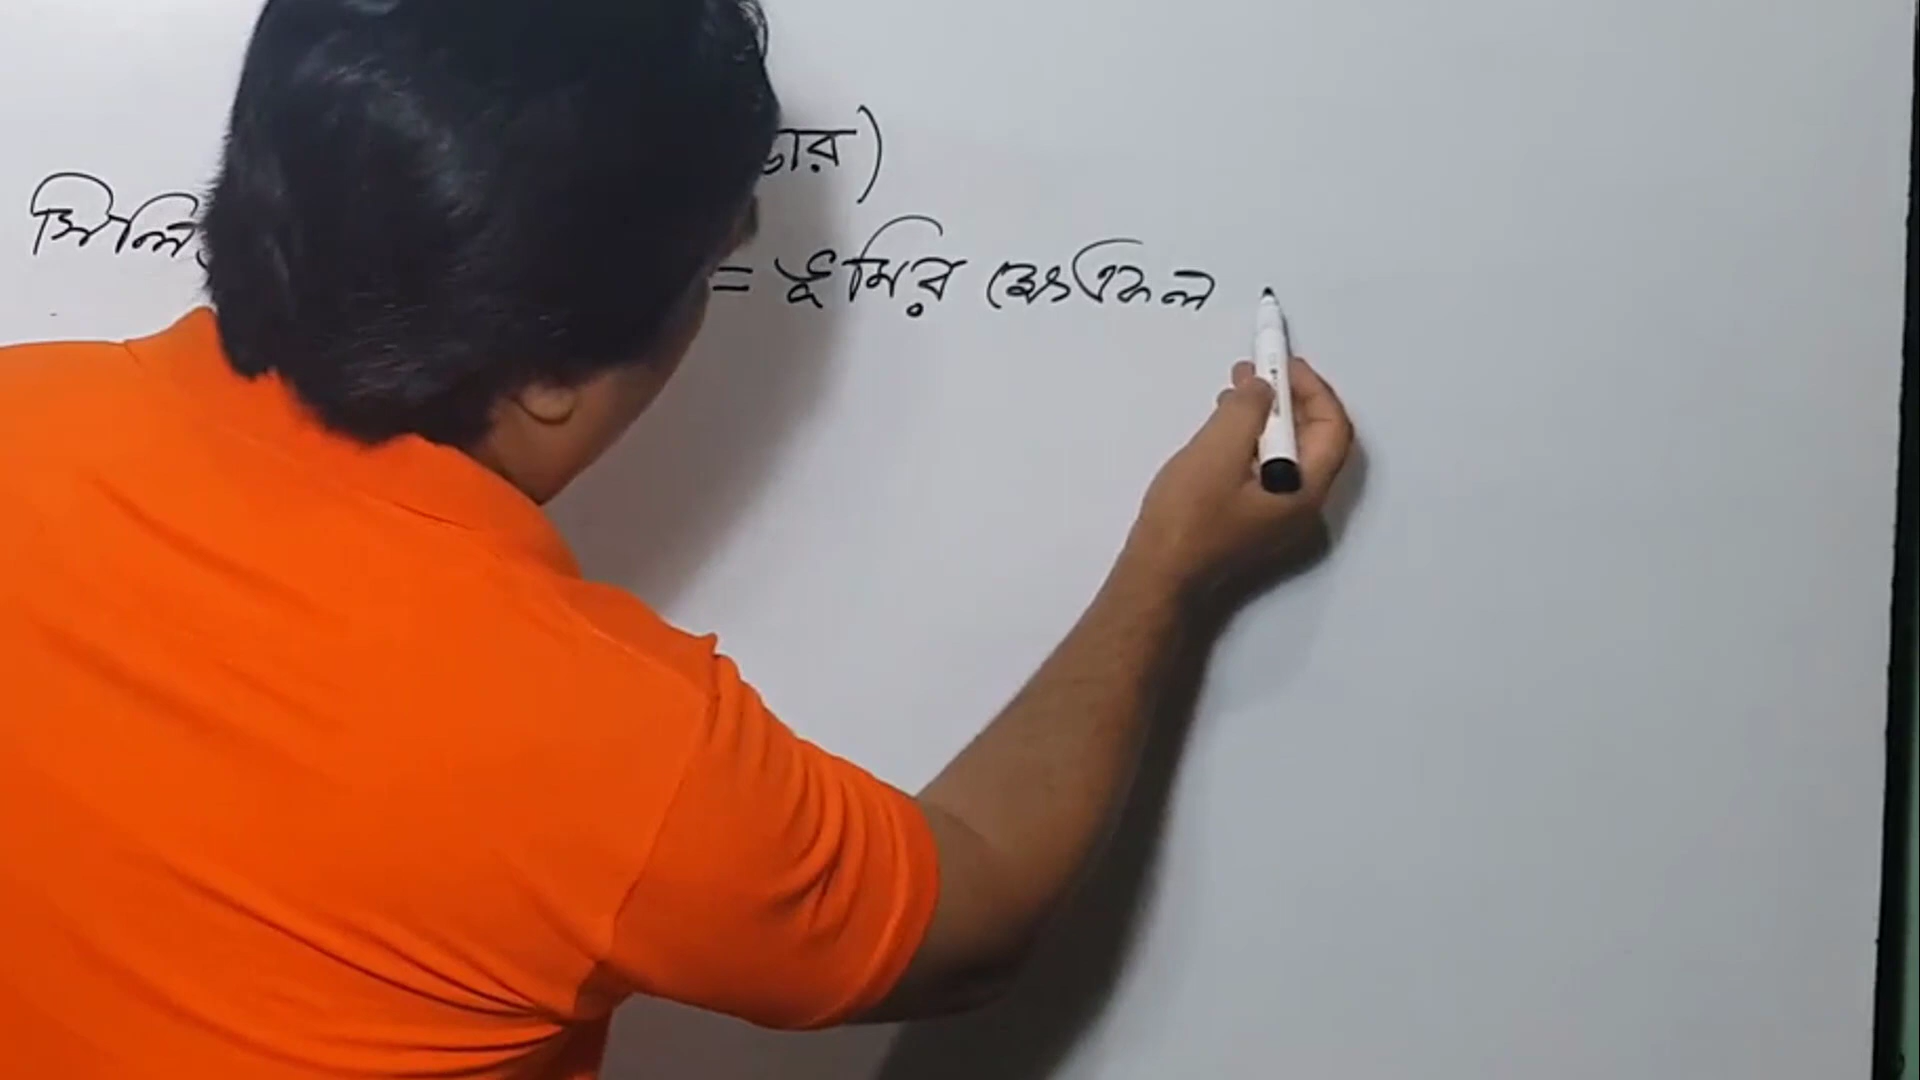 ডার)
সিলি = ভূমির ক্ষেত্রফল